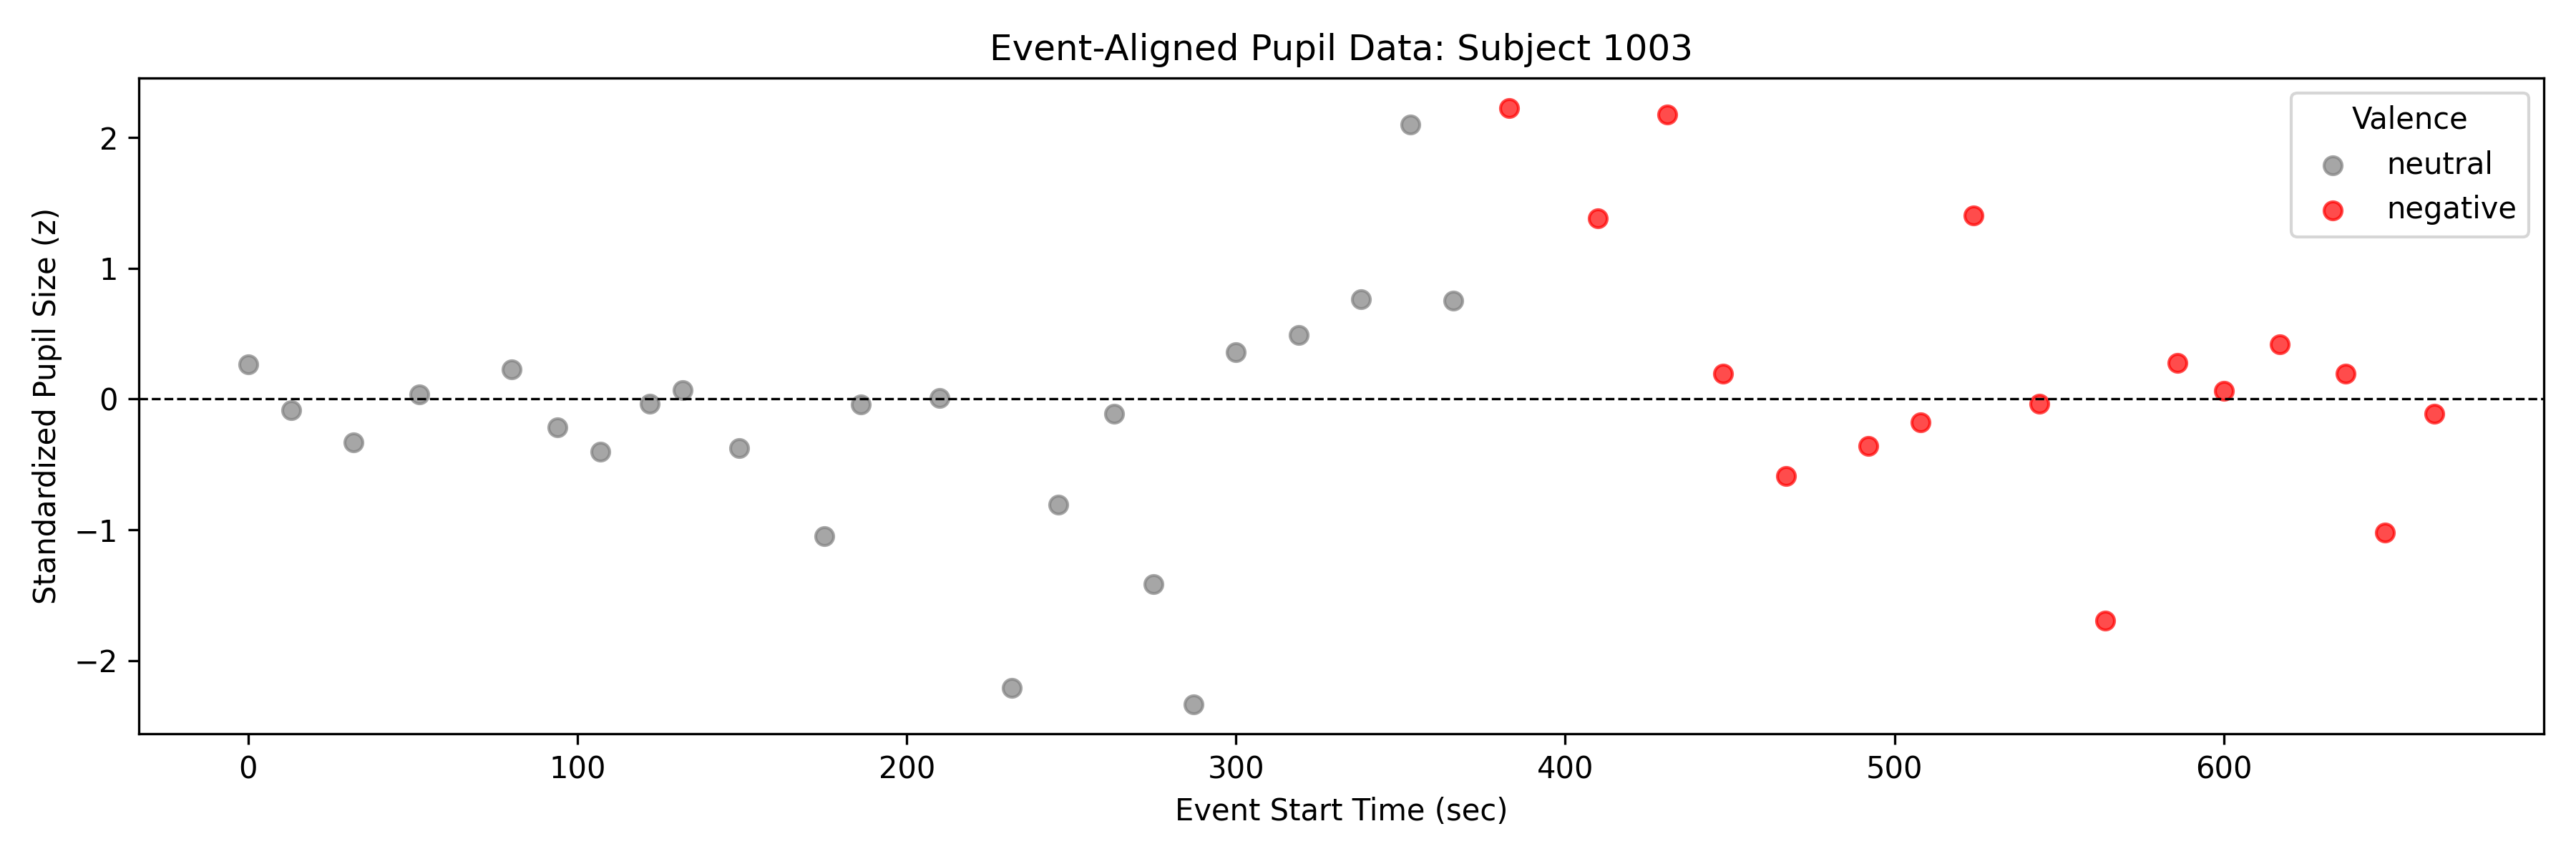 Event-Aligned Pupil Data: Subject 1003
Standardized Pupil Size (z)
2
1
0
−1
−2
Valence
neutral
negative
0 100 200 300 400 500 600
Event Start Time (sec)